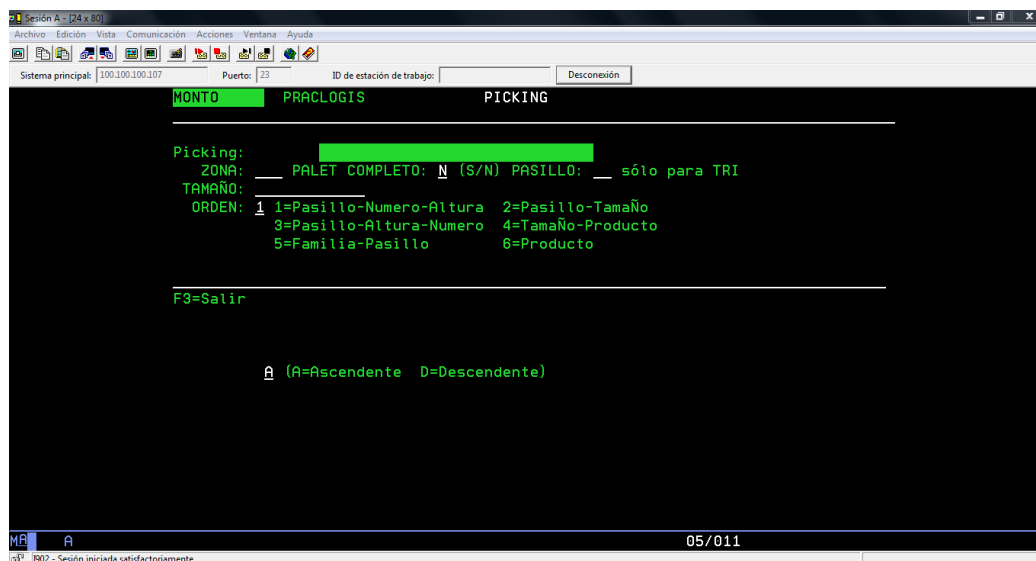 Sesión A - [24 x 80]
Archivo Edición Vista Comunicación Acciones Ventana Ayuda
Sistema principal: 100.100.100.107 Puerto: 23 ID de estación de trabajo: Desconexión
MONTO PRACLOGIS PICKING
Picking:
ZONA: ___ PALET COMPLETO: N (S/N) PASILLO: __ sólo para TRI
TAMAÑO: ____________
ORDEN: 1 1=Pasillo-Numero-Altura 2=Pasillo-TamaÑo
3=Pasillo-Altura-Numero 4=TamaÑo-Producto
5=Familia-Pasillo 6=Producto
F3=Salir
A (A=Ascendente D=Descendente)
MA A 05/011
I902 - Sesión iniciada satisfactoriamente